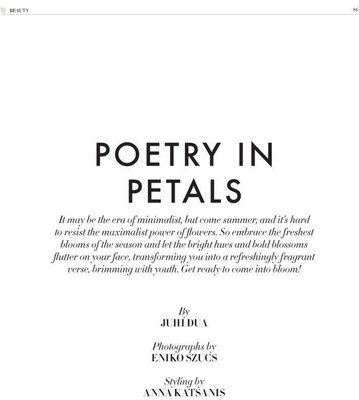 BEAUTY
POETRY IN
PETALS
It may be the era of minimalist, but come summer, and it's hard
to resist the maximalist power of flowers. So embrace the freshest
blooms of the season and let the bright hues and bold blossoms
flutter on your face, transforming you into a refreshingly fragrant
verse, brimming with youth. Get ready to come into bloom!
By
JUHI DUA
Photographs by
ENIKŐ SZUCS
Styling by
ANNA KATSANIS